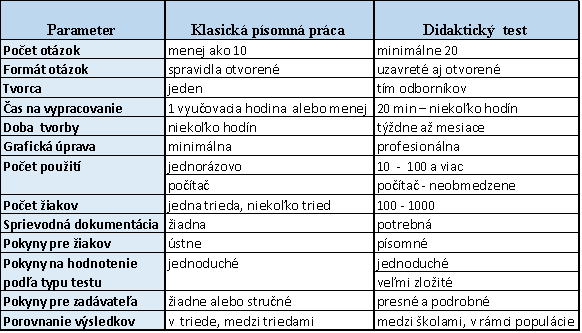 Parameter Klasická písomná práca Didaktický test
Počet otázok menej ako 10 minimálne 20
Formát otázok spravidla otvorené uzavreté aj otvorené
Tvorca jeden tím odborníkov
Čas na vypracovanie 1 vyučovacia hodina alebo menej 20 min – niekoľko hodín
Doba tvorby niekoľko hodín týždne až mesiace
Grafická úprava minimálna profesionálna
Počet použití jednorázovo 10 - 100 a viac
počítač počítač - neobmedzene
Počet žiakov jedna trieda, niekoľko tried 100 - 1000
Sprievodná dokumentácia žiadna potrebná
Pokyny pre žiakov ústne písomné
Pokyny na hodnotenie jednoduché jednoduché
podľa typu testu veľmi zložité
Pokyny pre zadávateľa žiadne alebo stručné presné a podrobné
Porovnanie výsledkov v triede, medzi triedami medzi školami, v rámci populácie